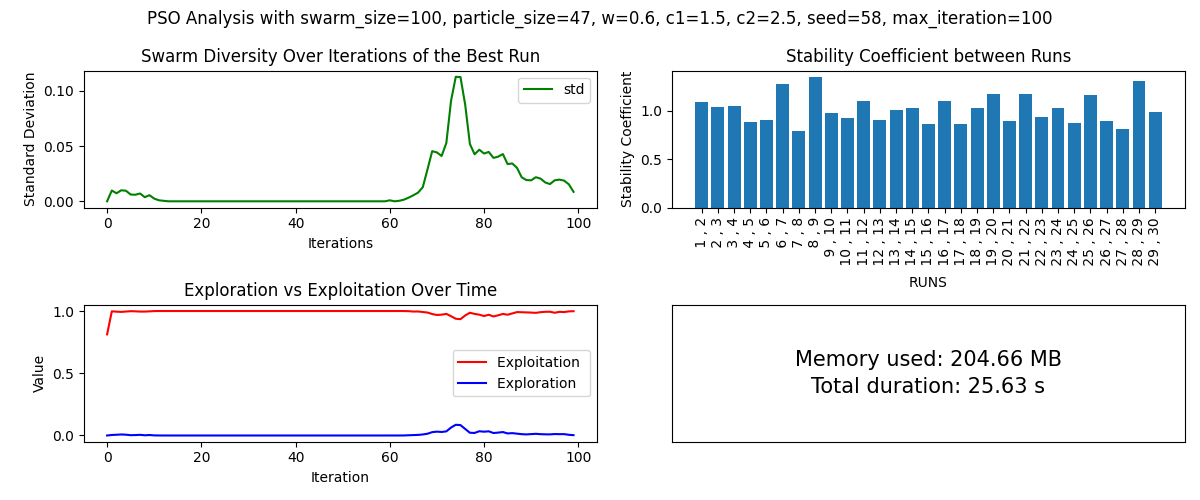 PSO Analysis with swarm_size=100, particle_size=47, w=0.6, c1=1.5, c2=2.5, seed=58, max_iteration=100
Swarm Diversity Over Iterations of the Best Run
Standard Deviation
0.10
0.05
0.00
std
0 20 40 60 80 100
Iterations
Stability Coefficient between Runs
Stability Coefficient
1.0
0.5
0.0
1 , 2
2 , 3
3 , 4
4 , 5
5 , 6
6 , 7
7 , 8
8 , 9
9 , 10
10 , 11
11 , 12
12 , 13
13 , 14
14 , 15
15 , 16
16 , 17
17 , 18
18 , 19
19 , 20
20 , 21
21 , 22
22 , 23
23 , 24
24 , 25
25 , 26
26 , 27
27 , 28
28 , 29
29 , 30
RUNS
Exploration vs Exploitation Over Time
Value
1.0
0.5
0.0
Exploitation
Exploration
0 20 40 60 80 100
Iteration
Memory used: 204.66 MB
Total duration: 25.63 s